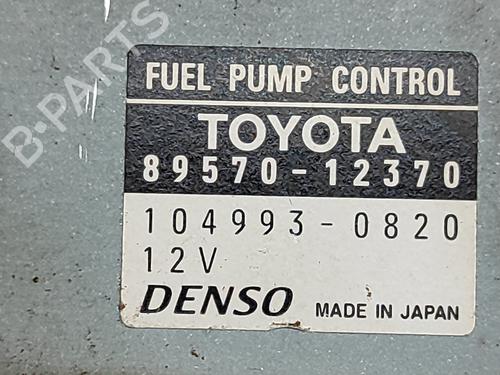 B-PARTS
FUEL PUMP CONTROL
TOYOTA
89570-12370
104993-0820
12V
DENSO MADE IN JAPAN